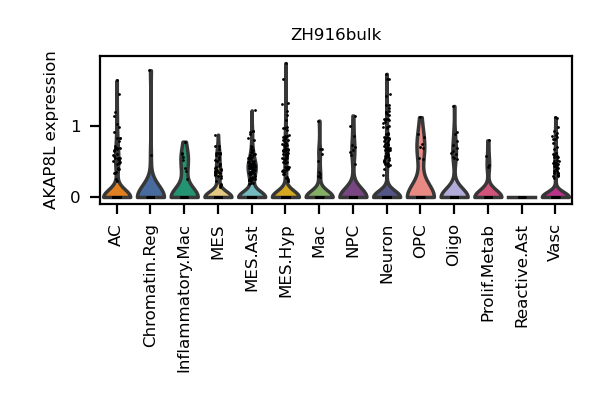 ZH916bulk
AKAP8L expression
1
0
AC
Chromatin.Reg
Inflammatory.Mac
MES
MES.Ast
MES.Hyp
Mac
NPC
Neuron
OPC
Oligo
Prolif.Metab
Reactive.Ast
Vasc